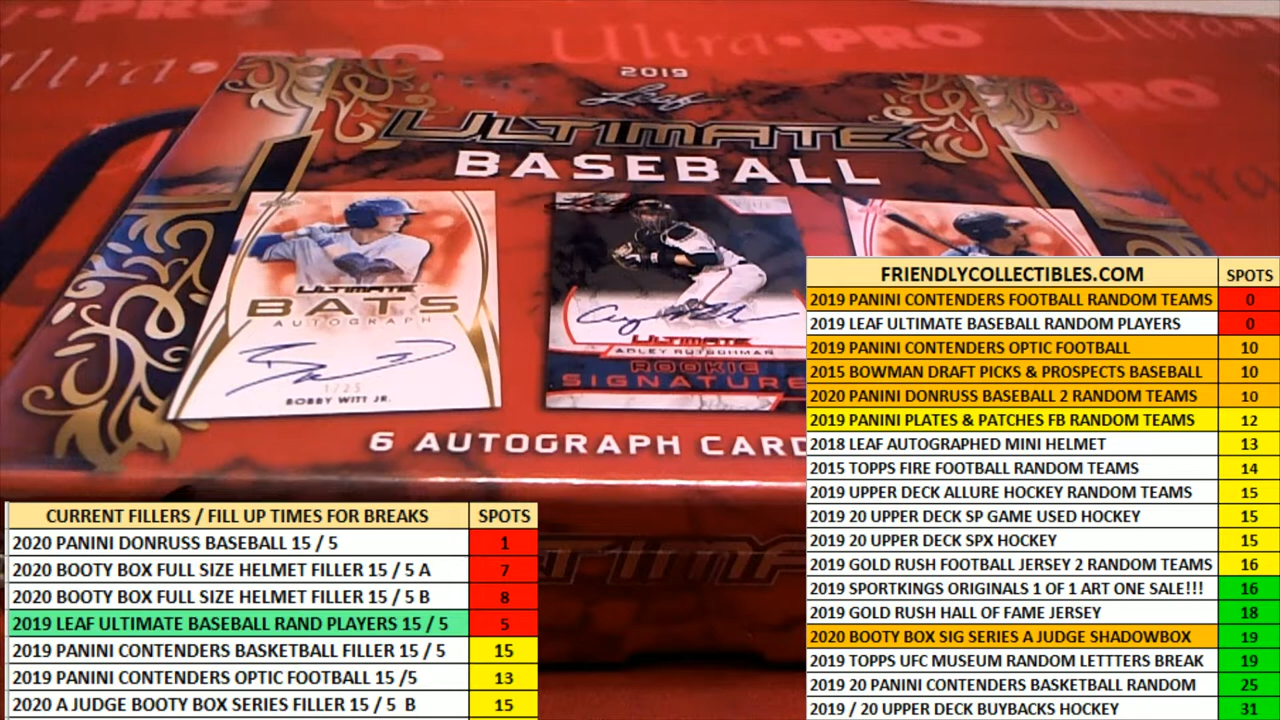 Ultra•PRO
Ultra•PRO
PRO
2019
Leaf
ULTIMATE
BASEBALL
ULTIMATE
BATS
AUTOGRAPH
1/25
BOBBY WITT JR.
ULTIMATE
ADLEY RUTSCHMAN
ROOKIE
SIGNATURE
6 AUTOGRAPH CARD
ULTIMA
FRIENDLYCOLLECTIBLES.COM SPOTS
2019 PANINI CONTENDERS FOOTBALL RANDOM TEAMS 0
2019 LEAF ULTIMATE BASEBALL RANDOM PLAYERS 0
2019 PANINI CONTENDERS OPTIC FOOTBALL 10
2015 BOWMAN DRAFT PICKS & PROSPECTS BASEBALL 10
2020 PANINI DONRUSS BASEBALL 2 RANDOM TEAMS 10
2019 PANINI PLATES & PATCHES FB RANDOM TEAMS 12
2018 LEAF AUTOGRAPHED MINI HELMET 13
2015 TOPPS FIRE FOOTBALL RANDOM TEAMS 14
2019 UPPER DECK ALLURE HOCKEY RANDOM TEAMS 15
2019 20 UPPER DECK SP GAME USED HOCKEY 15
2019 20 UPPER DECK SPX HOCKEY 15
2019 GOLD RUSH FOOTBALL JERSEY 2 RANDOM TEAMS 16
2019 SPORTKINGS ORIGINALS 1 OF 1 ART ONE SALE!!! 16
2019 GOLD RUSH HALL OF FAME JERSEY 18
2020 BOOTY BOX SIG SERIES A JUDGE SHADOWBOX 19
2019 TOPPS UFC MUSEUM RANDOM LETTTERS BREAK 19
2019 20 PANINI CONTENDERS BASKETBALL RANDOM 25
2019 / 20 UPPER DECK BUYBACKS HOCKEY 31
CURRENT FILLERS / FILL UP TIMES FOR BREAKS SPOTS
2020 PANINI DONRUSS BASEBALL 15 / 5 1
2020 BOOTY BOX FULL SIZE HELMET FILLER 15 / 5 A 7
2020 BOOTY BOX FULL SIZE HELMET FILLER 15 / 5 B 8
2019 LEAF ULTIMATE BASEBALL RAND PLAYERS 15 / 5 5
2019 PANINI CONTENDERS BASKETBALL FILLER 15 / 5 15
2019 PANINI CONTENDERS OPTIC FOOTBALL 15 /5 13
2020 A JUDGE BOOTY BOX SERIES FILLER 15 / 5 B 15